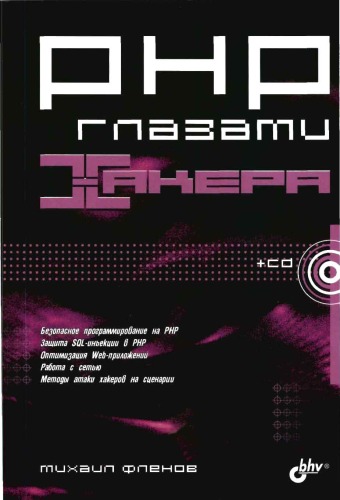 PHP
глазами
Хакера
+CD
Безопасное программирование на PHP
Защита SQL-инъекции в PHP
Оптимизация Web-приложений
Работа с сетью
Методы атаки хакеров на сценарии
Михаил Фленов
bhv